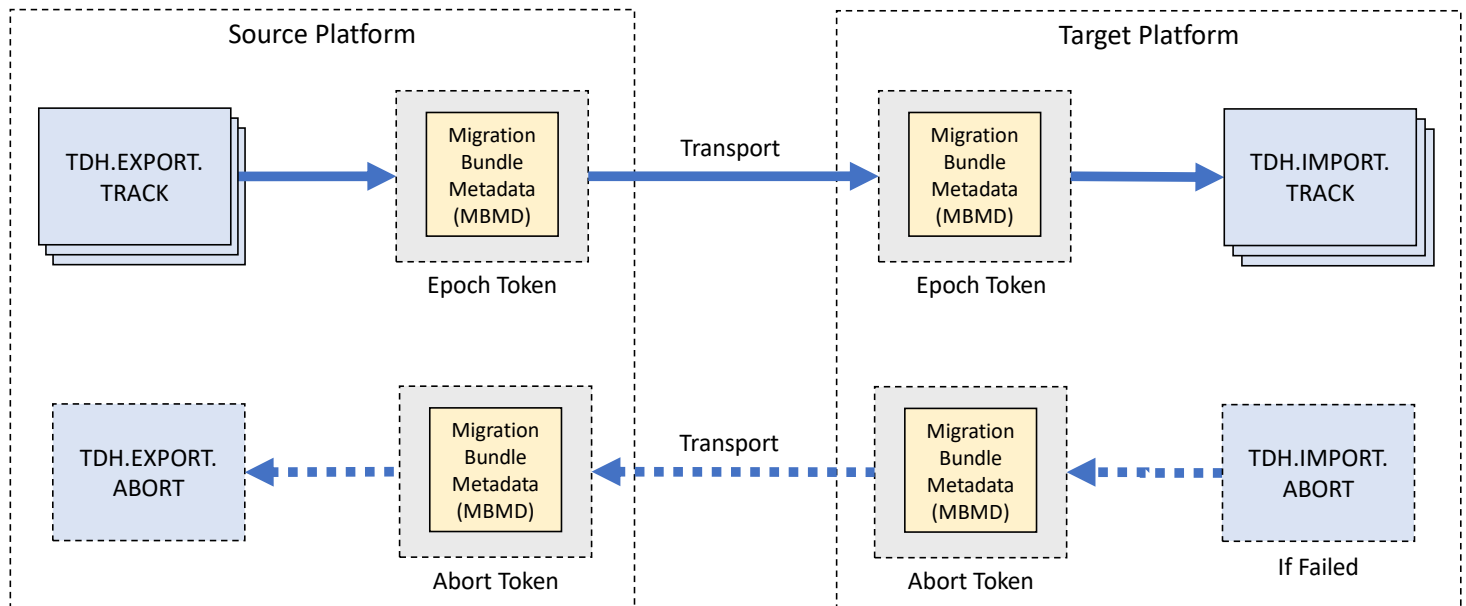 Source Platform
Target Platform
TDH.EXPORT.
TRACK
Migration
Bundle
Metadata
(MBMD)
Epoch Token
Transport
Migration
Bundle
Metadata
(MBMD)
Epoch Token
TDH.IMPORT.
TRACK
TDH.EXPORT.
ABORT
Migration
Bundle
Metadata
(MBMD)
Abort Token
Transport
Migration
Bundle
Metadata
(MBMD)
Abort Token
TDH.IMPORT.
ABORT
If Failed